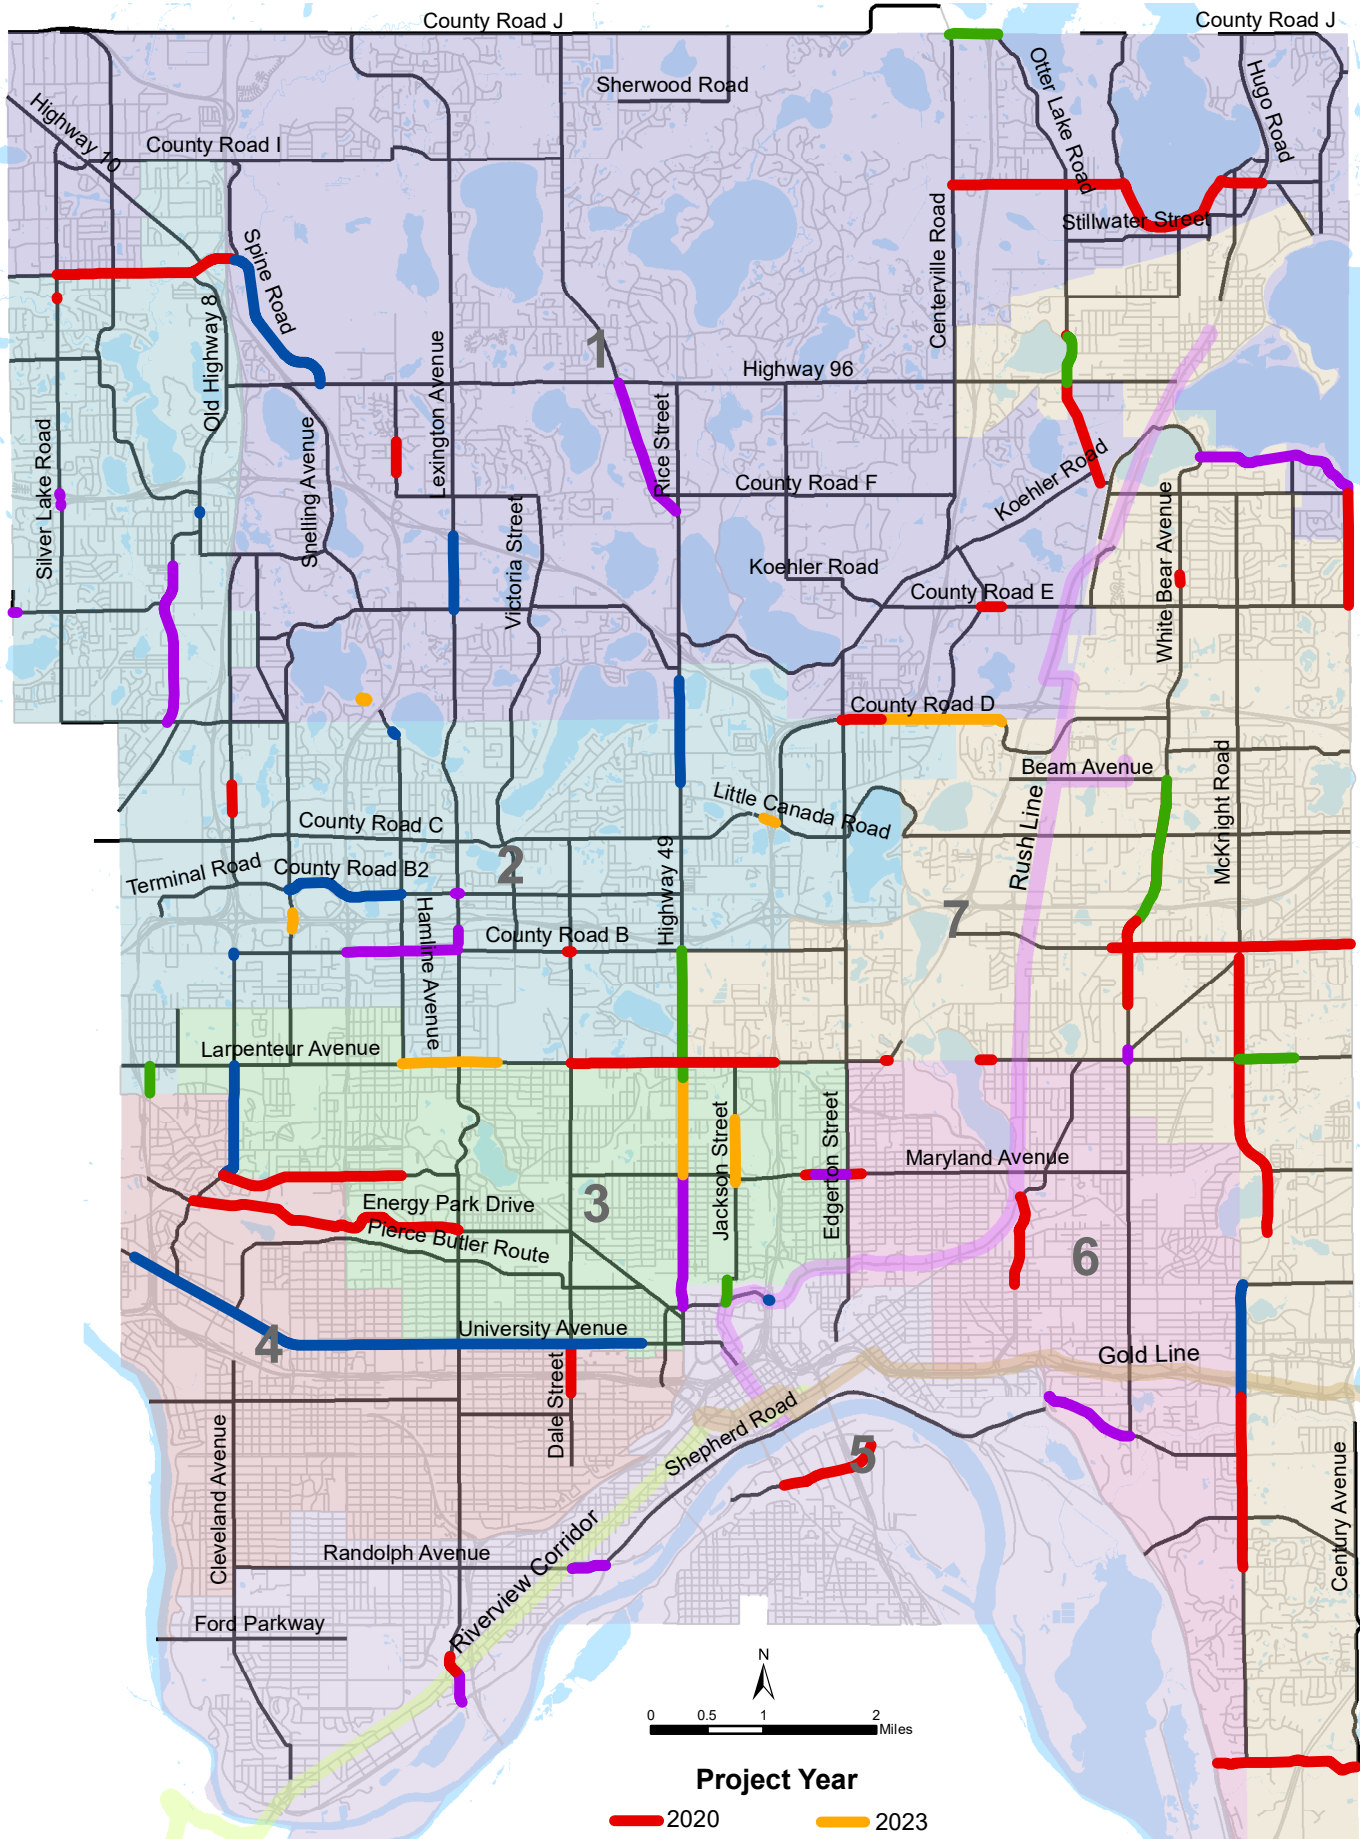 County Road J
County Road J
Sherwood Road
Otter Lake Road
Hugo Road
Highway 10
County Road I
Stillwater Street
Centerville Road
Spine Road
Old Highway 8
1
Highway 96
Lexington Avenue
Rice Street
Silver Lake Road
Snelling Avenue
County Road F
Koehler Road
Victoria Street
White Bear Avenue
Koehler Road
County Road E
County Road D
Beam Avenue
McKnight Road
Little Canada Road
Rush Line
County Road C
2
Terminal Road
County Road B2
Highway 49
7
Hamline Avenue
County Road B
Larpenteur Avenue
Jackson Street
Edgerton Street
Maryland Avenue
Energy Park Drive
3
Pierce Butler Route
6
University Avenue
4
Gold Line
Dale Street
Shepherd Road
5
Cleveland Avenue
Century Avenue
Randolph Avenue
Riverview Corridor
Ford Parkway
N
0 0.5 1 2
Miles
Project Year
2020 2023